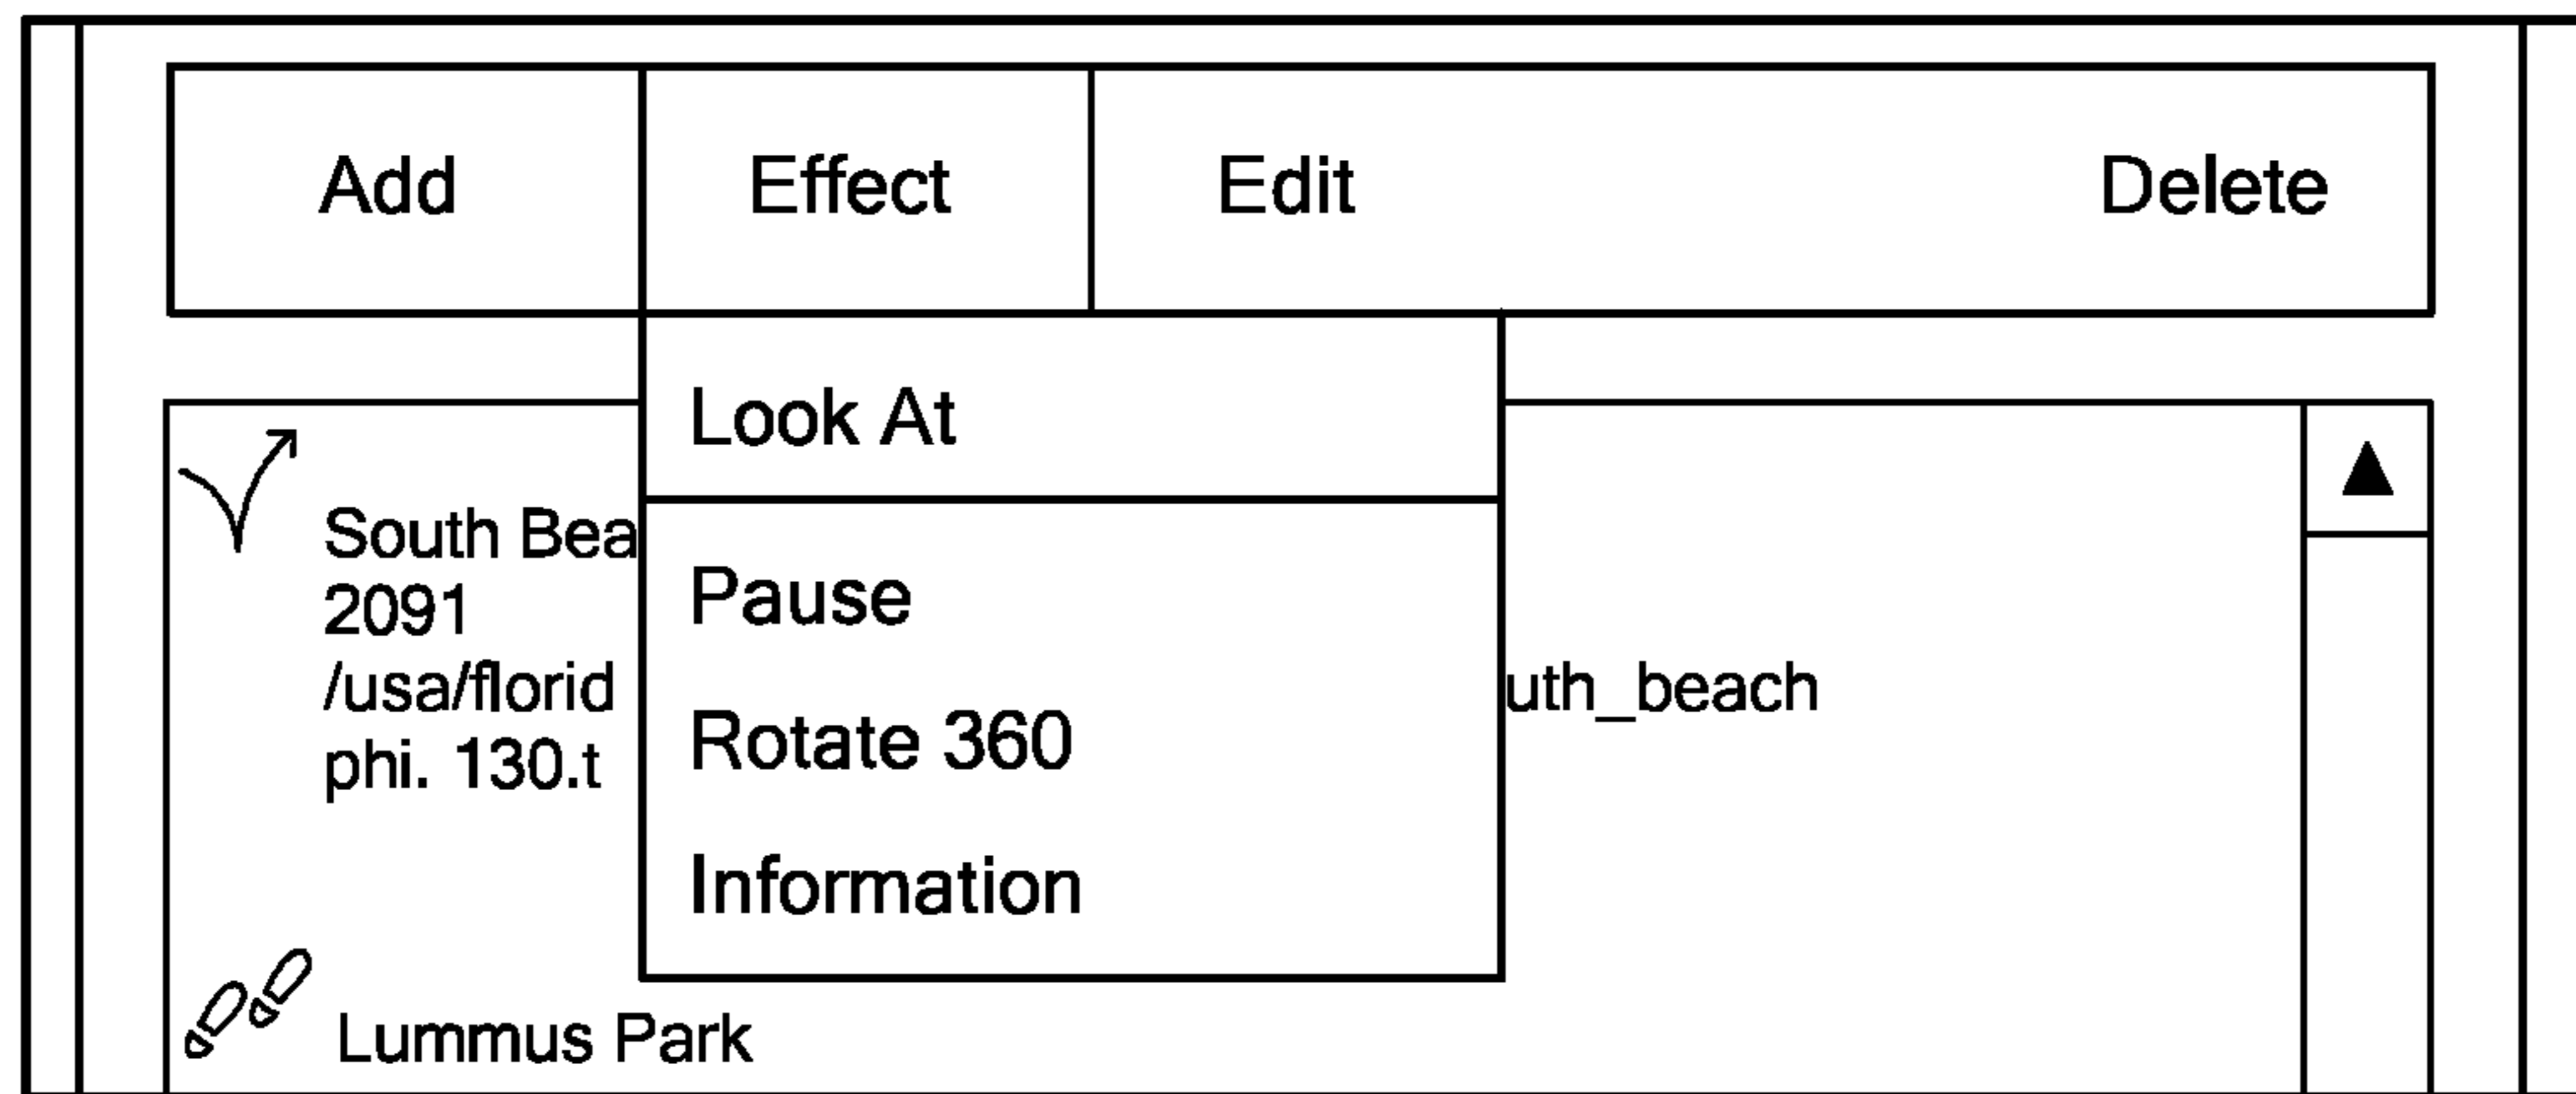 Add Effect Edit Delete
Look At
Pause
Rotate 360
Information
South Bea
2091
/usa/florid uth_beach
phi. 130.t
Lummus Park